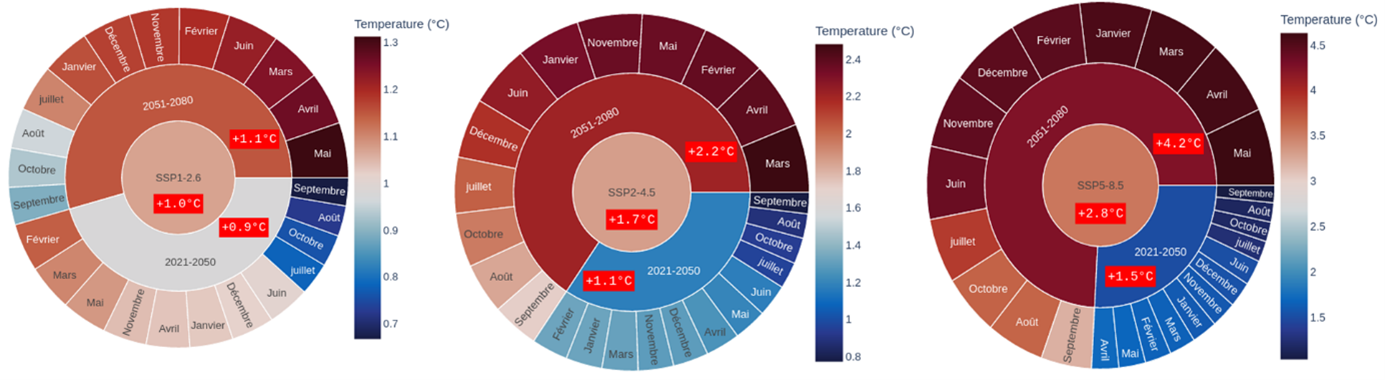 Temperature (°C)
1.3
1.2
1.1
1
0.9
0.8
0.7
SSP1-2.6
+1.0°C
2051-2080
+1.1°C
2021-2050
+0.9°C
Mai
Avril
Mars
Juin
Février
Novembre
Décembre
Janvier
juillet
Août
Octobre
Septembre
Février
Mars
Mai
Novembre
Avril
Janvier
Décembre
Juin
juillet
Octobre
Août
Septembre
Temperature (°C)
2.4
2.2
2
1.8
1.6
1.4
1.2
1
0.8
SSP2-4.5
+1.7°C
2051-2080
+2.2°C
2021-2050
+1.1°C
Mars
Avril
Février
Mai
Novembre
Janvier
Juin
Décembre
juillet
Octobre
Août
Septembre
Février
Janvier
Mars
Novembre
Décembre
Avril
Mai
Juin
juillet
Octobre
Août
Septembre
Temperature (°C)
4.5
4
3.5
3
2.5
2
1.5
SSP5-8.5
+2.8°C
2051-2080
+4.2°C
2021-2050
+1.5°C
Mai
Avril
Mars
Janvier
Février
Décembre
Novembre
Juin
juillet
Octobre
Août
Septembre
Avril
Mai
Février
Mars
Janvier
Novembre
Décembre
Juin
juillet
Octobre
Août
Septembre